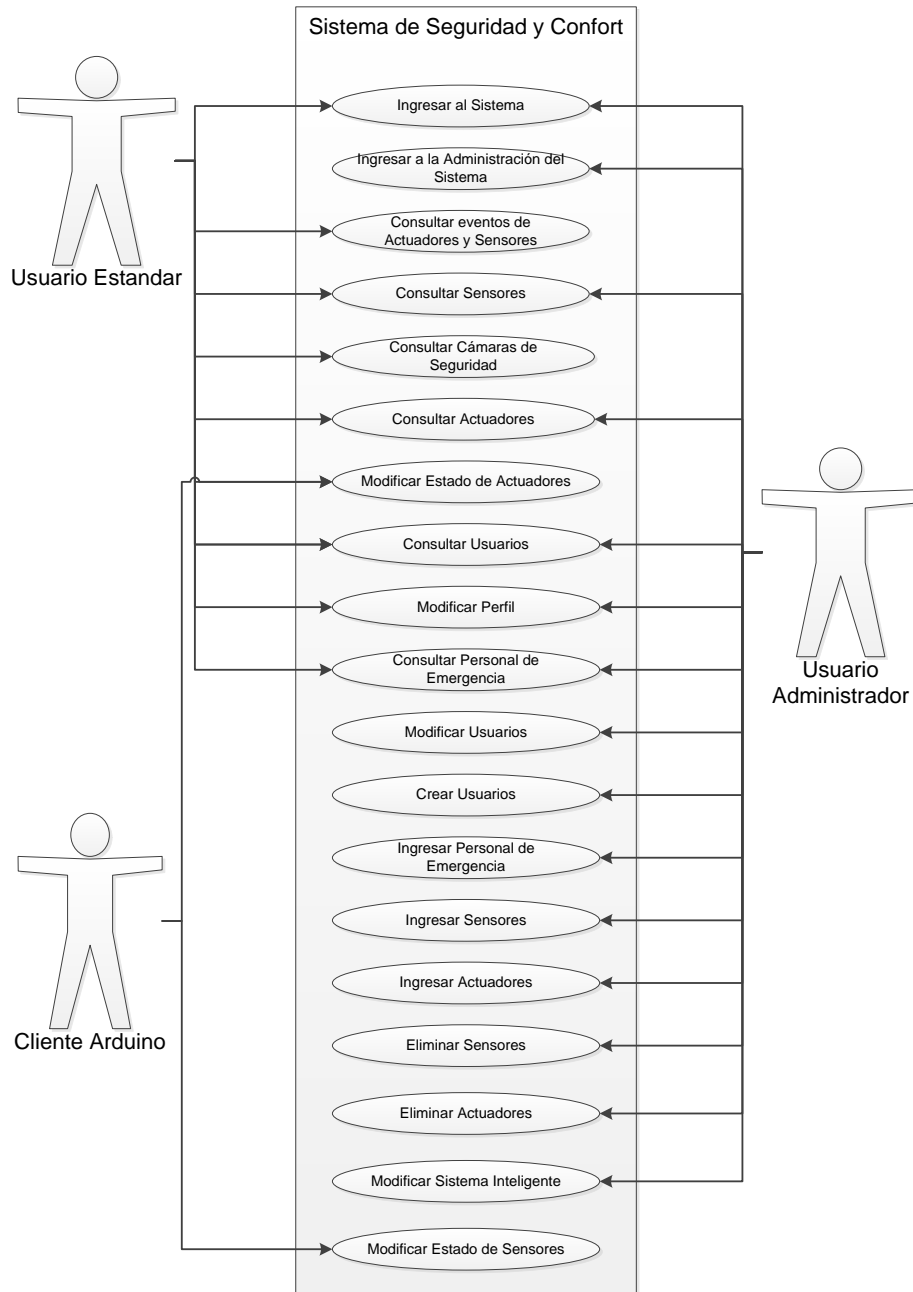 Sistema de Seguridad y Confort
Ingresar al Sistema
Ingresar a la Administración del
Sistema
Consultar eventos de
Actuadores y Sensores
Usuario Estandar
Consultar Sensores
Consultar Cámaras de
Seguridad
Consultar Actuadores
Modificar Estado de Actuadores
Consultar Usuarios
Modificar Perfil
Consultar Personal de
Emergencia
Usuario
Administrador
Modificar Usuarios
Crear Usuarios
Ingresar Personal de
Emergencia
Ingresar Sensores
Ingresar Actuadores
Cliente Arduino
Eliminar Sensores
Eliminar Actuadores
Modificar Sistema Inteligente
Modificar Estado de Sensores